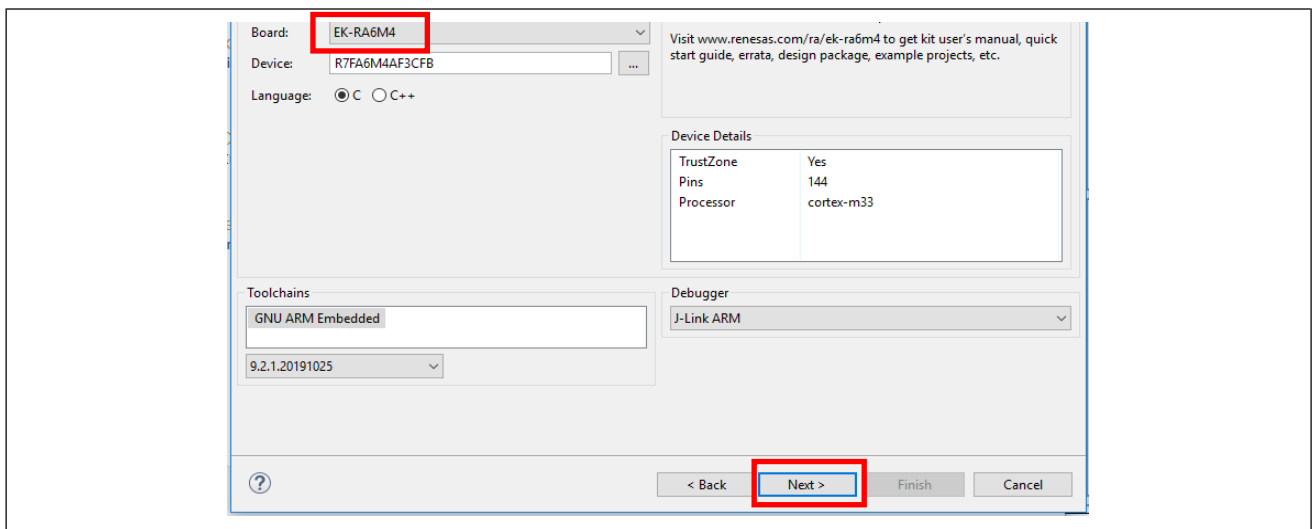 Board: EK-RA6M4
Visit www.renesas.com/ra/ek-ra6m4 to get kit user's manual, quick
start guide, errata, design package, example projects, etc.
Device: R7FA6M4AF3CFB ...
Language: C C++
Device Details
TrustZone Yes
Pins 144
Processor cortex-m33
Toolchains
GNU ARM Embedded
9.2.1.20191025
Debugger
J-Link ARM
?
< Back Next > Finish Cancel